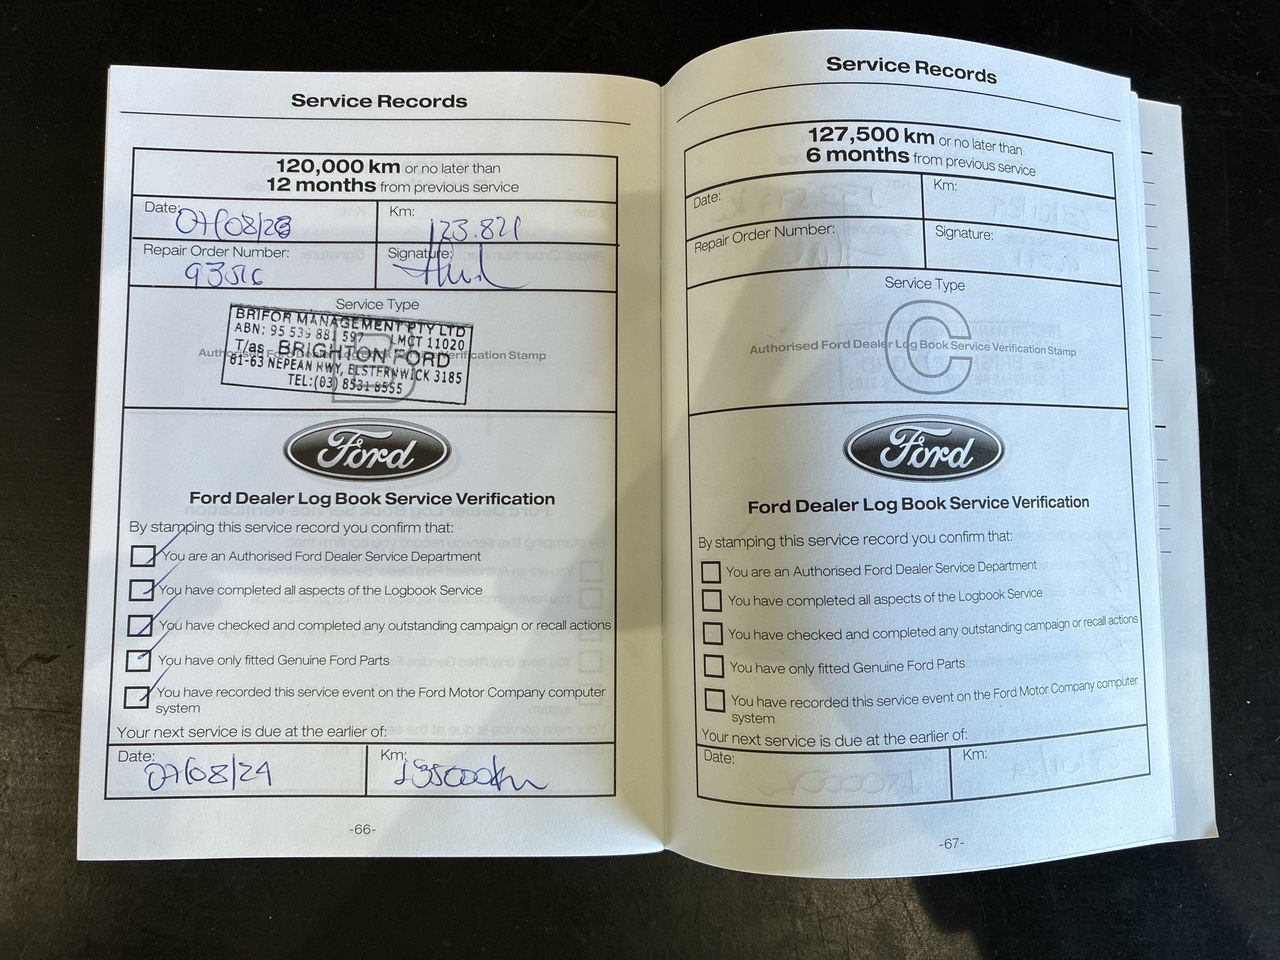 Service Records
120,000 km or no later than
12 months from previous service
Date: 07/08/23
Km: 123.821
Repair Order Number: 93516
Signature:
Service Type
BRIFOR MANAGEMENT PTY LTD
ABN: 95 539 881 597 LMCT 11020
T/as BRIGHTON FORD
81-63 NEPEAN HWY, ELSTERNWICK 3185
TEL:(03) 8531 8555
Authorised Ford Dealer Log Book Service Verification Stamp
Ford
Ford Dealer Log Book Service Verification
By stamping this service record you confirm that:
You are an Authorised Ford Dealer Service Department
You have completed all aspects of the Logbook Service
You have checked and completed any outstanding campaign or recall actions
You have only fitted Genuine Ford Parts
You have recorded this service event on the Ford Motor Company computer
system
Your next service is due at the earlier of:
Date: 07/08/24
Km: 135000km
-66-
Service Records
127,500 km or no later than
6 months from previous service
Date:
Km:
Repair Order Number:
Signature:
Service Type
C
Authorised Ford Dealer Log Book Service Verification Stamp
Ford
Ford Dealer Log Book Service Verification
By stamping this service record you confirm that:
You are an Authorised Ford Dealer Service Department
You have completed all aspects of the Logbook Service
You have checked and completed any outstanding campaign or recall actions
You have only fitted Genuine Ford Parts
You have recorded this service event on the Ford Motor Company computer
system
Your next service is due at the earlier of:
Date:
Km:
-67-